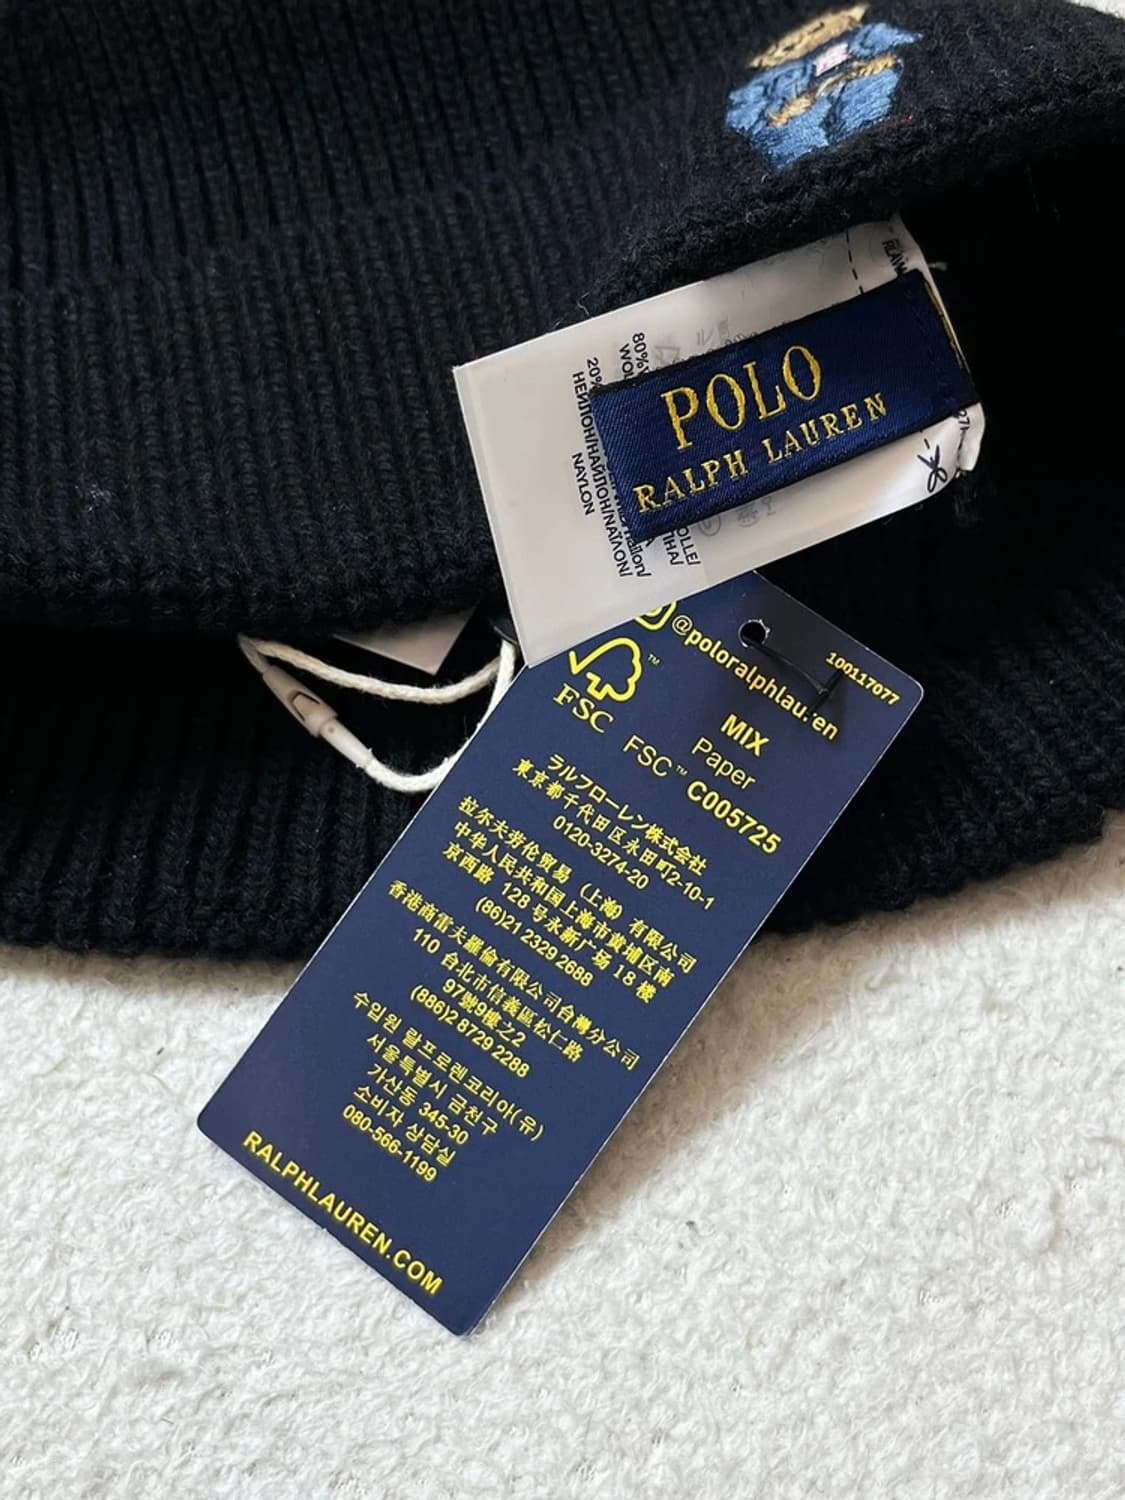 80%
20%
НЕЙЛОН/НАЙЛОН/ΝΑΪΛΟΝ/
NAYLON
POLO
RALPH LAUREN
@poloralphlauren
100117077
FSC
MIX
Paper
FSC™ C005725
ラルフローレン株式会社
東京都千代田区永田町2-10-1
0120-3274-20
拉尔夫劳伦贸易（上海）有限公司
中华人民共和国上海市黄埔区南
京西路 128 号永新广场 18 楼
(86)21 2329 2688
香港商雷夫羅倫有限公司台灣分公司
110 台北市信義區松仁路
97號9樓之2
(886)2 8729 2288
수입원 랄프로렌코리아(유)
서울특별시 금천구
가산동 345-30
소비자 상담실
080-566-1199
RALPHLAUREN.COM